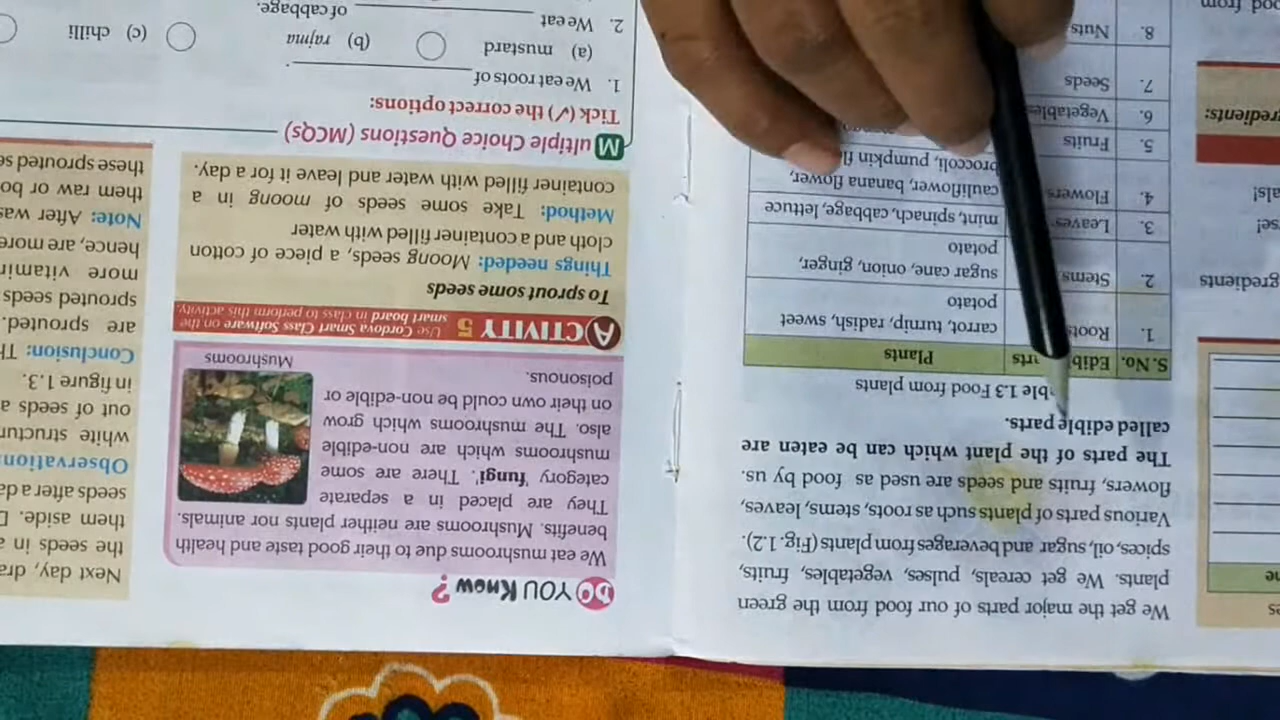 We get the major parts of our food from the green
plants. We get cereals, pulses, vegetables, fruits,
spices, oil, sugar and beverages from plants (Fig. 1.2).
Various parts of plants such as roots, stems, leaves,
flowers, fruits and seeds are used as food by us.
The parts of the plant which can be eaten are
called edible parts.
1.3 Food from plants
S. No. Plants
1. Roots carrot, turnip, radish, sweet
potato
2. Stems sugar cane, onion, ginger,
potato
3. Leaves mint, spinach, cabbage, lettuce
4. Flowers cauliflower, banana flower,
broccoli, pumpkin
5. Fruits
6. Vegetables
7. Seeds
8. Nuts
DO YOU Know?
We eat mushrooms due to their good taste and health
benefits. Mushrooms are neither plants nor animals.
They are placed in a separate
category 'fungi'. There are some
mushrooms which are non-edible
also. The mushrooms which grow
on their own could be non-edible or
poisonous.
Mushrooms
ACTIVITY 5 Use Cordova Smart Class Software on the
smart board in class to perform this activity.
To sprout some seeds
Things needed: Moong seeds, a piece of cotton
cloth and a container filled with water
Method: Take some seeds of moong in a
container filled with water and leave it for a day.
Multiple Choice Questions (MCQs)
Tick (✓) the correct options:
1. We eat roots of ____________.
(a) mustard (b) rajma (c) chilli
2. We eat ____________ of cabbage.
Next day,
the seeds in
them aside.
seeds after a
Observation:
white
out of seeds
in figure 1.3.
Conclusion:
are sprouted.
sprouted seeds
more
hence, are more
Note: After
them raw or
these sprouted